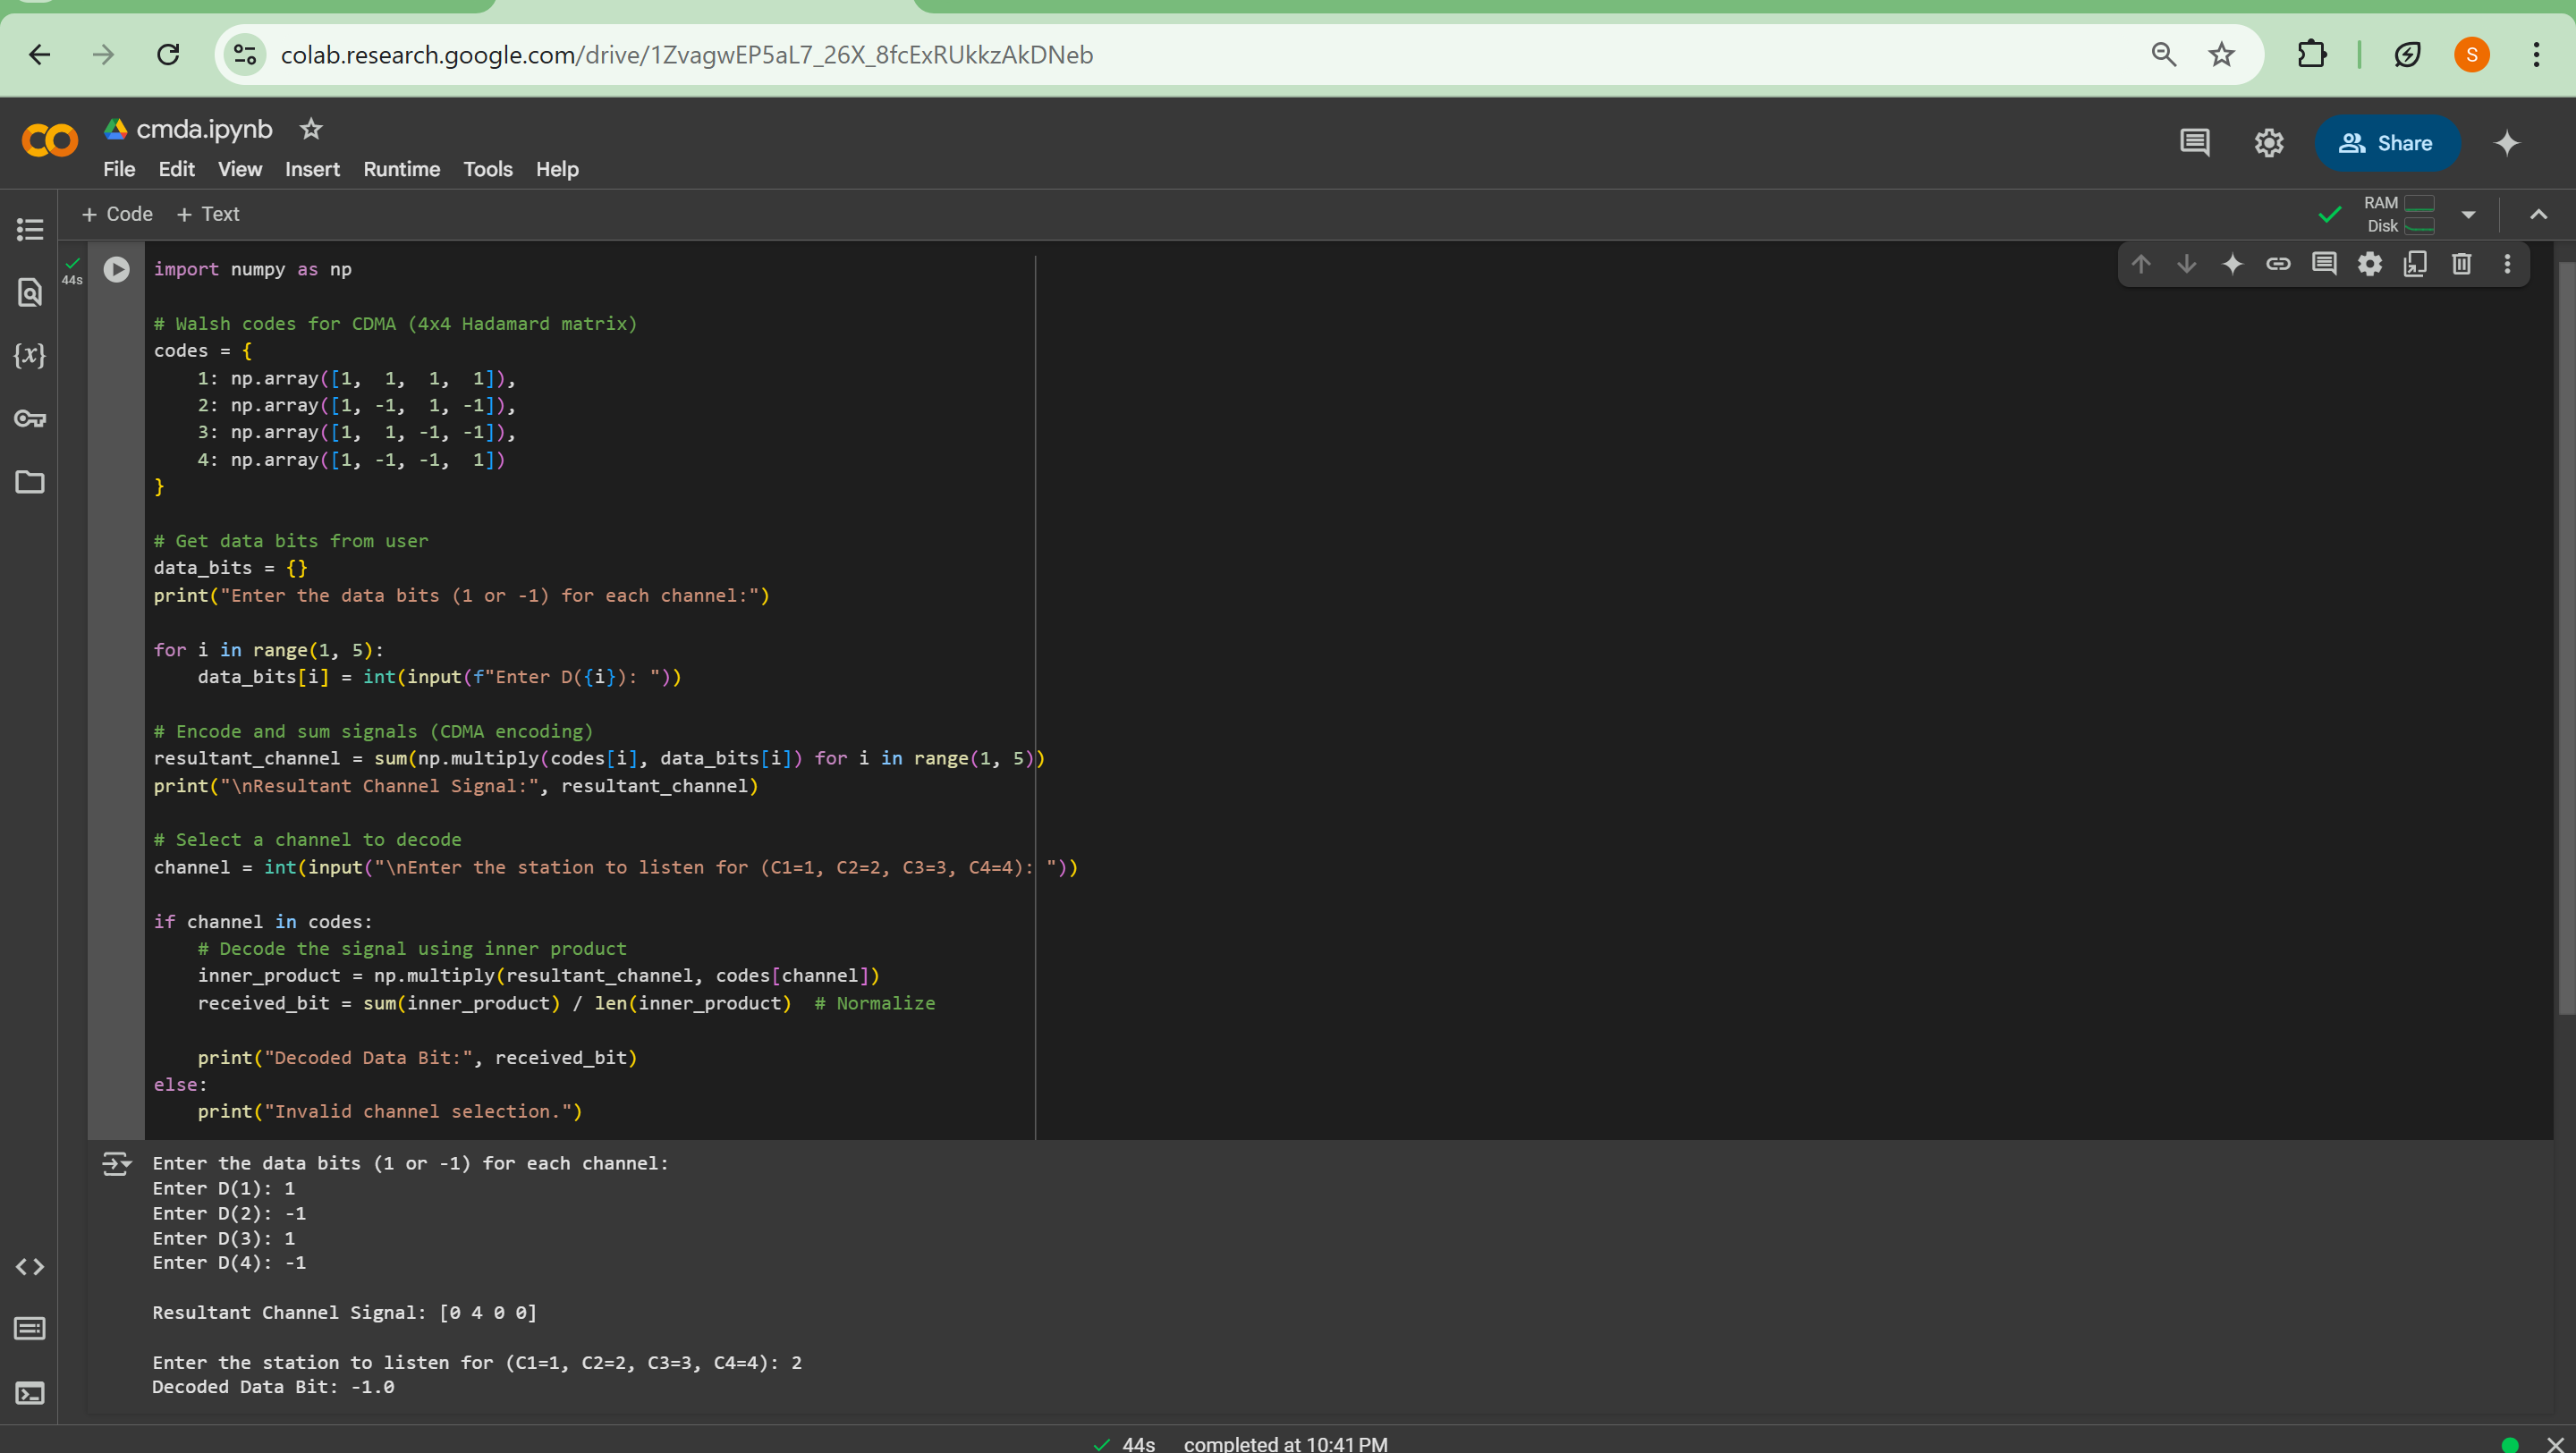 colab.research.google.com/drive/1ZvagwEP5aL7_26X_8fcExRUkkzAkDNeb
S
cmda.ipynb
File Edit View Insert Runtime Tools Help
Share
+ Code + Text
RAM
Disk
44s
import numpy as np
# Walsh codes for CDMA (4x4 Hadamard matrix)
codes = {
    1: np.array([1,  1,  1,  1]),
    2: np.array([1, -1,  1, -1]),
    3: np.array([1,  1, -1, -1]),
    4: np.array([1, -1, -1,  1])
}
# Get data bits from user
data_bits = {}
print("Enter the data bits (1 or -1) for each channel:")
for i in range(1, 5):
    data_bits[i] = int(input(f"Enter D({i}): "))
# Encode and sum signals (CDMA encoding)
resultant_channel = sum(np.multiply(codes[i], data_bits[i]) for i in range(1, 5))
print("\nResultant Channel Signal:", resultant_channel)
# Select a channel to decode
channel = int(input("\nEnter the station to listen for (C1=1, C2=2, C3=3, C4=4): "))
if channel in codes:
    # Decode the signal using inner product
    inner_product = np.multiply(resultant_channel, codes[channel])
    received_bit = sum(inner_product) / len(inner_product)  # Normalize
    print("Decoded Data Bit:", received_bit)
else:
    print("Invalid channel selection.")
Enter the data bits (1 or -1) for each channel:
Enter D(1): 1
Enter D(2): -1
Enter D(3): 1
Enter D(4): -1
Resultant Channel Signal: [0 4 0 0]
Enter the station to listen for (C1=1, C2=2, C3=3, C4=4): 2
Decoded Data Bit: -1.0
44s completed at 10:41 PM